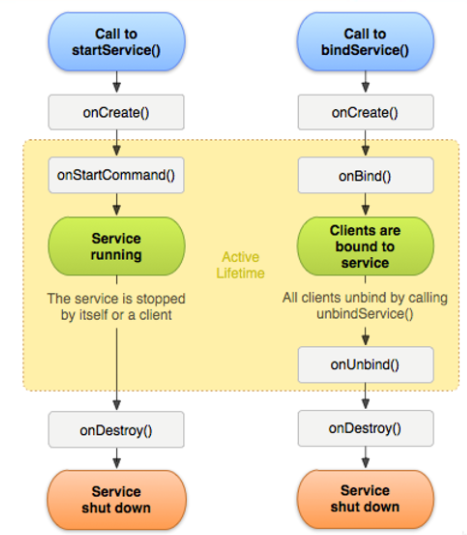 Call to
startService()
onCreate()
onStartCommand()
Service
running
The service is stopped
by itself or a client
onDestroy()
Service
shut down
Active
Lifetime
Call to
bindService()
onCreate()
onBind()
Clients are
bound to
service
All clients unbind by calling
unbindService()
onUnbind()
onDestroy()
Service
shut down